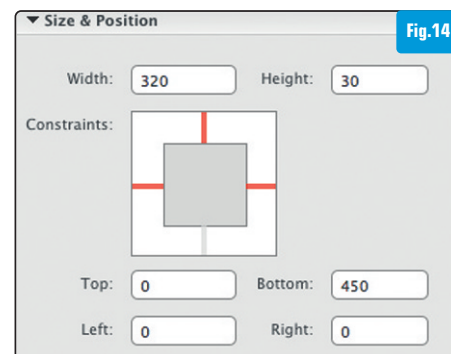 Size & Position
Fig.14
Width: 320 Height: 30
Constraints:
Top: 0 Bottom: 450
Left: 0 Right: 0